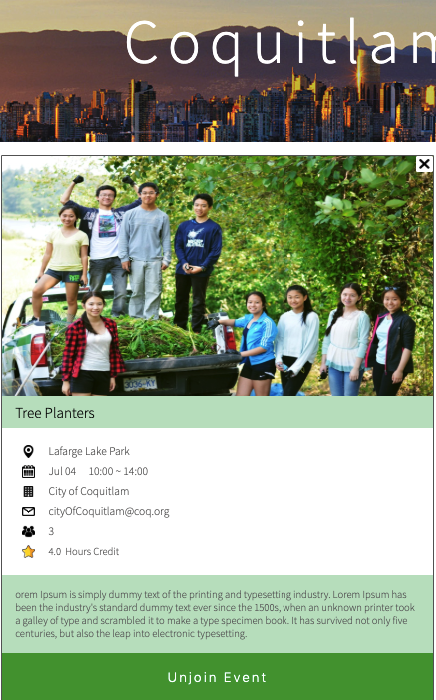 Coquitlam
Tree Planters
Lafarge Lake Park
Jul 04 10:00 ~ 14:00
City of Coquitlam
cityOfCoquitlam@coq.org
3
4.0 Hours Credit
orem Ipsum is simply dummy text of the printing and typesetting industry. Lorem Ipsum has
been the industry's standard dummy text ever since the 1500s, when an unknown printer took
a galley of type and scrambled it to make a type specimen book. It has survived not only five
centuries, but also the leap into electronic typesetting.
Unjoin Event